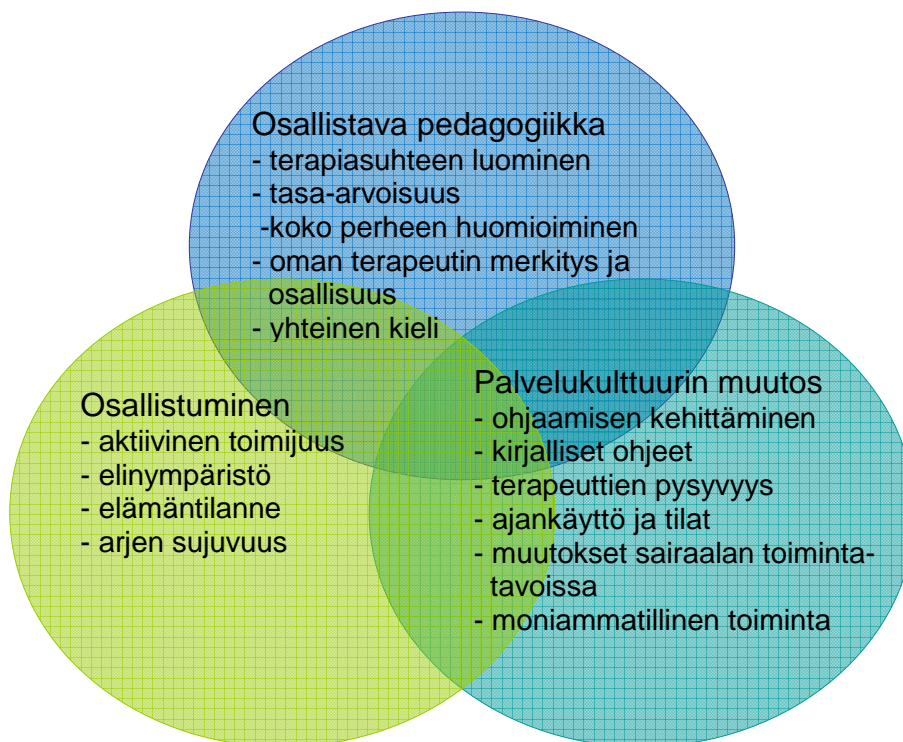 Osallistava pedagogiikka
- terapiasuhteen luominen
- tasa-arvoisuus
-koko perheen huomioiminen
- oman terapeutin merkitys ja
osallisuus
- yhteinen kieli
Osallistuminen
- aktiivinen toimijuus
- elinympäristö
- elämäntilanne
- arjen sujuvuus
Palvelukulttuurin muutos
- ohjaamisen kehittäminen
- kirjalliset ohjeet
- terapeuttien pysyvyys
- ajankäyttö ja tilat
- muutokset sairaalan toiminta-
tavoissa
- moniammatillinen toiminta